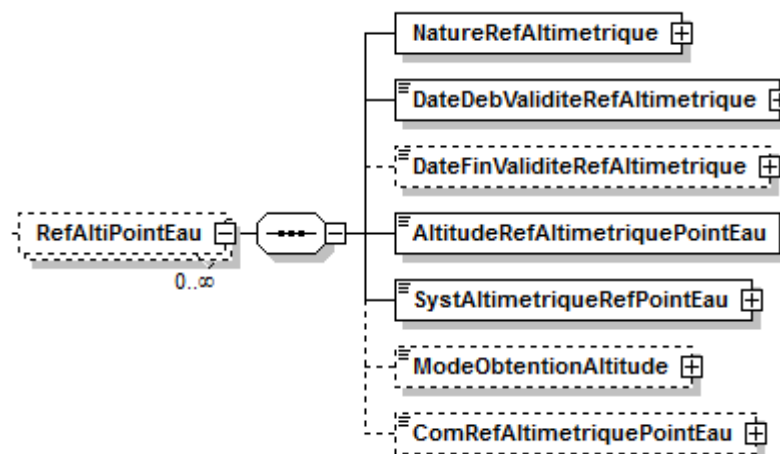 NatureRefAltimetrique
DateDebValiditeRefAltimetrique
DateFinValiditeRefAltimetrique
RefAltiPointEau
0..∞
AltitudeRefAltimetriquePointEau
SystAltimetriqueRefPointEau
ModeObtentionAltitude
ComRefAltimetriquePointEau